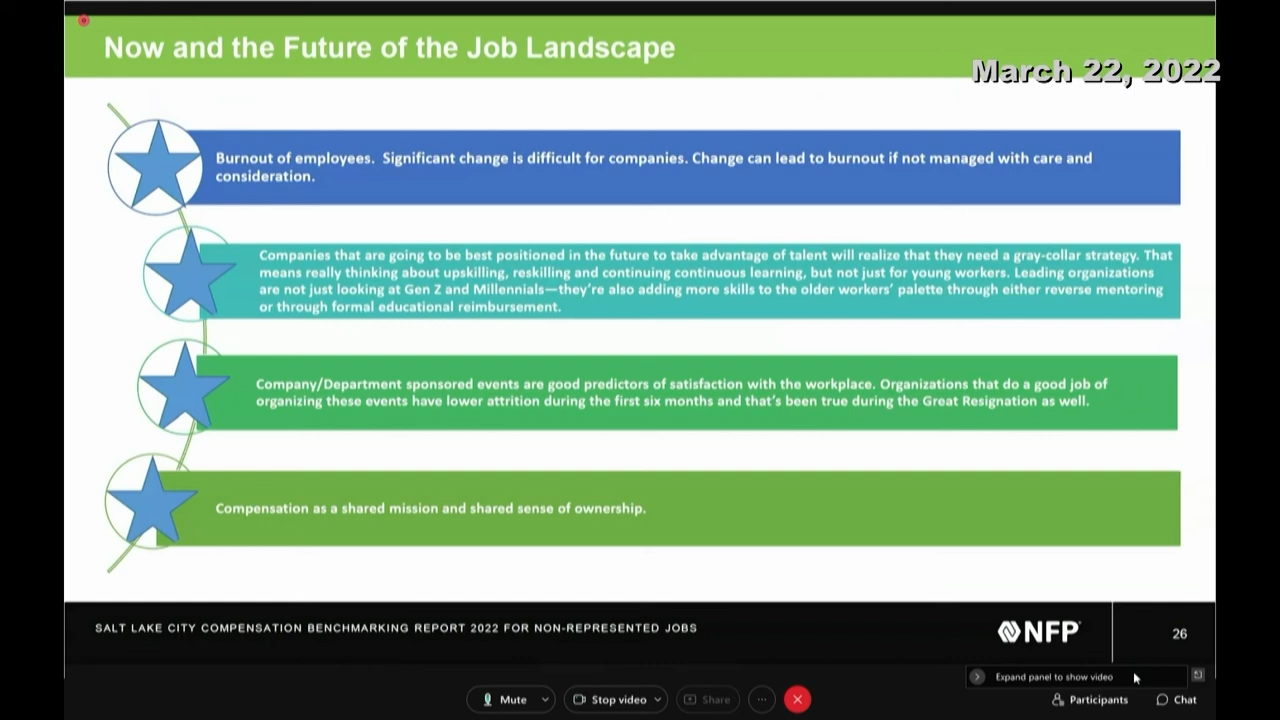 Now and the Future of the Job Landscape
March 22, 2022
Burnout of employees.  Significant change is difficult for companies. Change can lead to burnout if not managed with care and
consideration.
Companies that are going to be best positioned in the future to take advantage of talent will realize that they need a gray-collar strategy. That
means really thinking about upskilling, reskilling and continuing continuous learning, but not just for young workers. Leading organizations
are not just looking at Gen Z and Millennials—they're also adding more skills to the older workers' palette through either reverse mentoring
or through formal educational reimbursement.
Company/Department sponsored events are good predictors of satisfaction with the workplace. Organizations that do a good job of
organizing these events have lower attrition during the first six months and that's been true during the Great Resignation as well.
Compensation as a shared mission and shared sense of ownership.
SALT LAKE CITY COMPENSATION BENCHMARKING REPORT 2022 FOR NON-REPRESENTED JOBS
NFP
26
Expand panel to show video
Mute
Stop video
Share
Participants
Chat